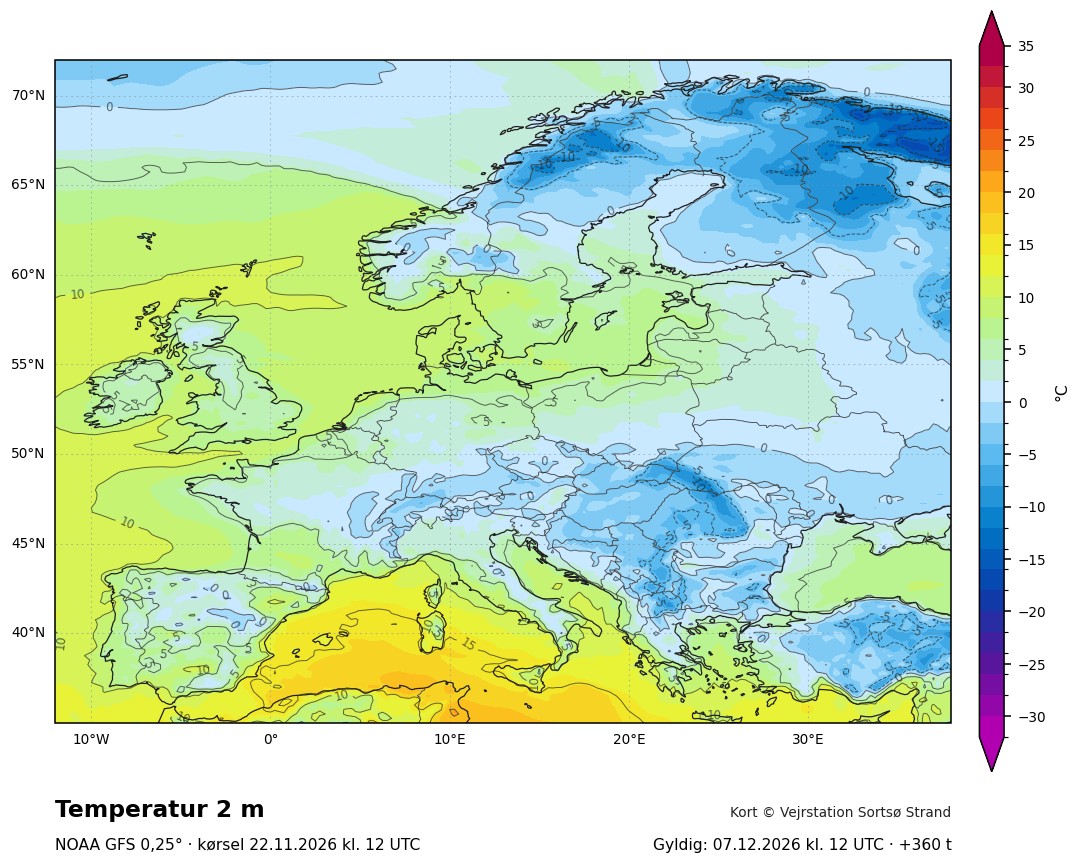 70°N
65°N
60°N
55°N
50°N
45°N
40°N
10°W
0°
10°E
20°E
30°E
35
30
25
20
15
10
5
0
−5
−10
−15
−20
−25
−30
°C
Temperatur 2 m
Kort © Vejrstation Sortsø Strand
NOAA GFS 0,25° · kørsel 22.11.2026 kl. 12 UTC
Gyldig: 07.12.2026 kl. 12 UTC · +360 t